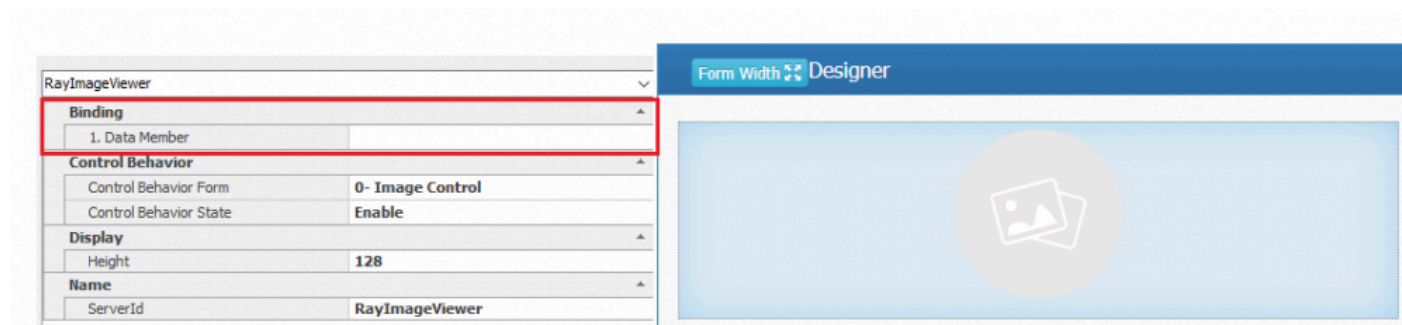 RayImageViewer
Binding
1. Data Member
Control Behavior
Control Behavior Form 0- Image Control
Control Behavior State Enable
Display
Height 128
Name
ServerId RayImageViewer
Form Width Designer